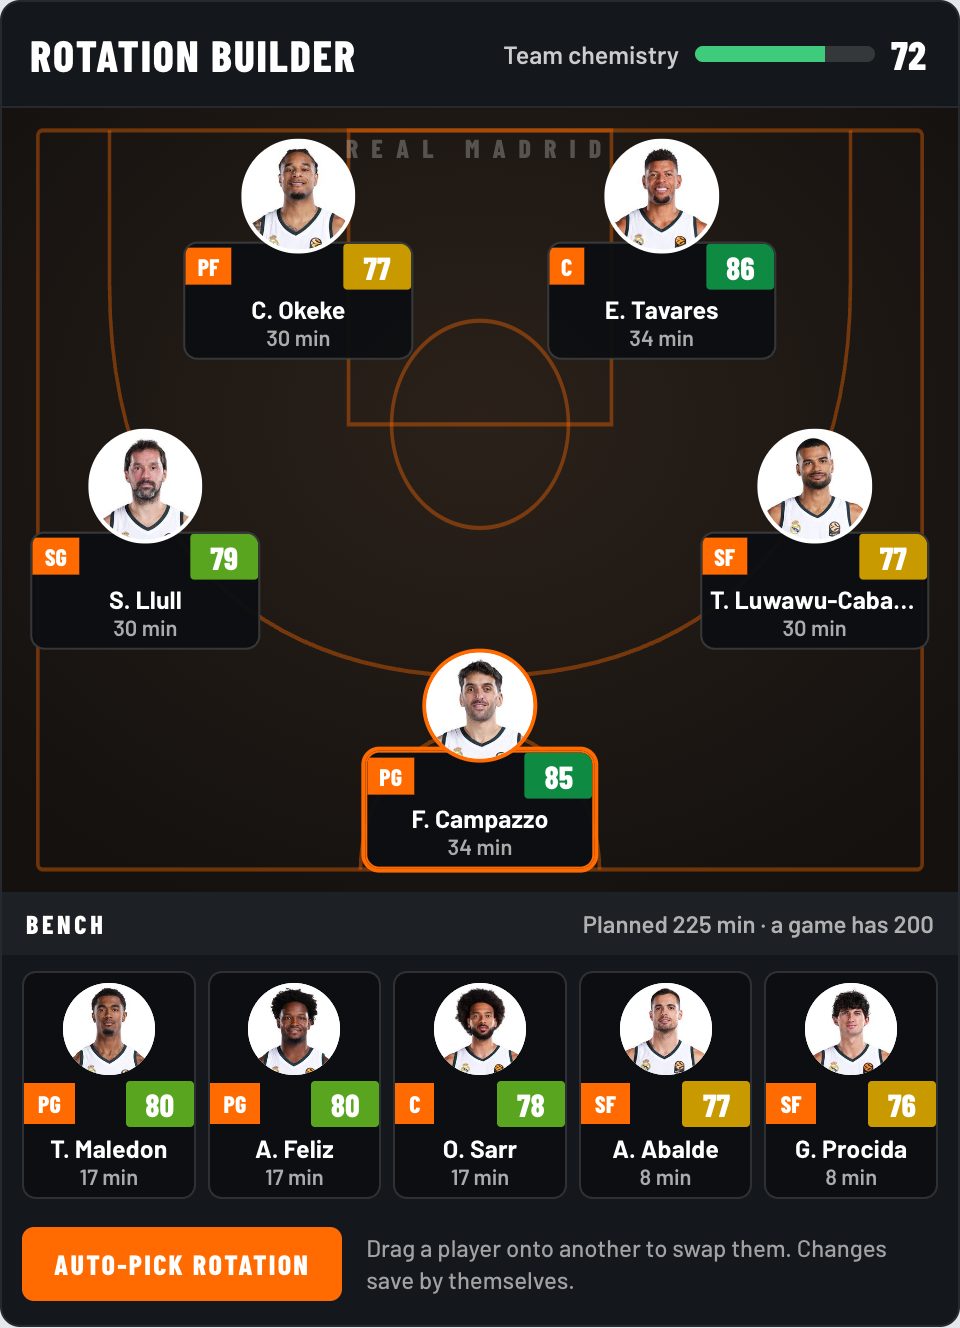 ROTATION BUILDER
Team chemistry 72
REAL MADRID
PF 77
C. Okeke
30 min
C 86
E. Tavares
34 min
SG 79
S. Llull
30 min
SF 77
T. Luwawu-Caba...
30 min
PG 85
F. Campazzo
34 min
BENCH
Planned 225 min · a game has 200
PG 80
T. Maledon
17 min
PG 80
A. Feliz
17 min
C 78
O. Sarr
17 min
SF 77
A. Abalde
8 min
SF 76
G. Procida
8 min
AUTO-PICK ROTATION
Drag a player onto another to swap them. Changes
save by themselves.